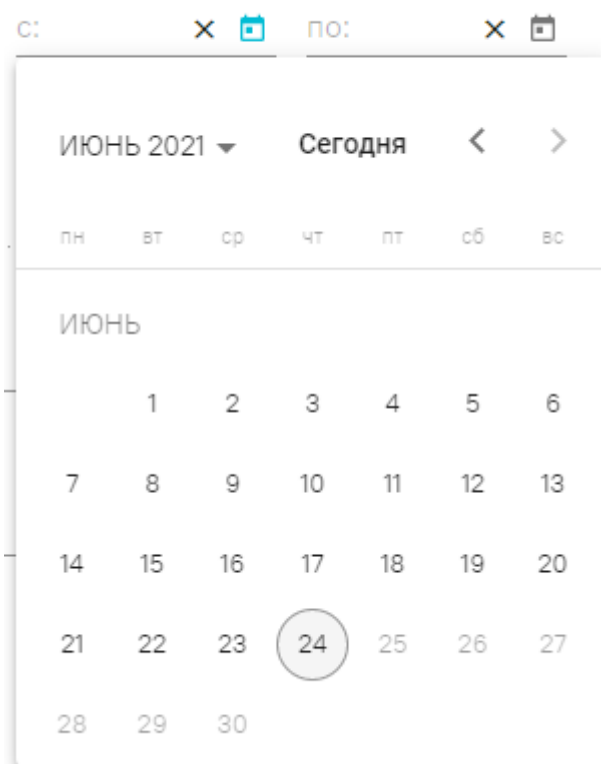 с: по:
ИЮНЬ 2021 Сегодня
пн вт ср чт пт сб вс
ИЮНЬ
1 2 3 4 5 6
7 8 9 10 11 12 13
14 15 16 17 18 19 20
21 22 23 24 25 26 27
28 29 30